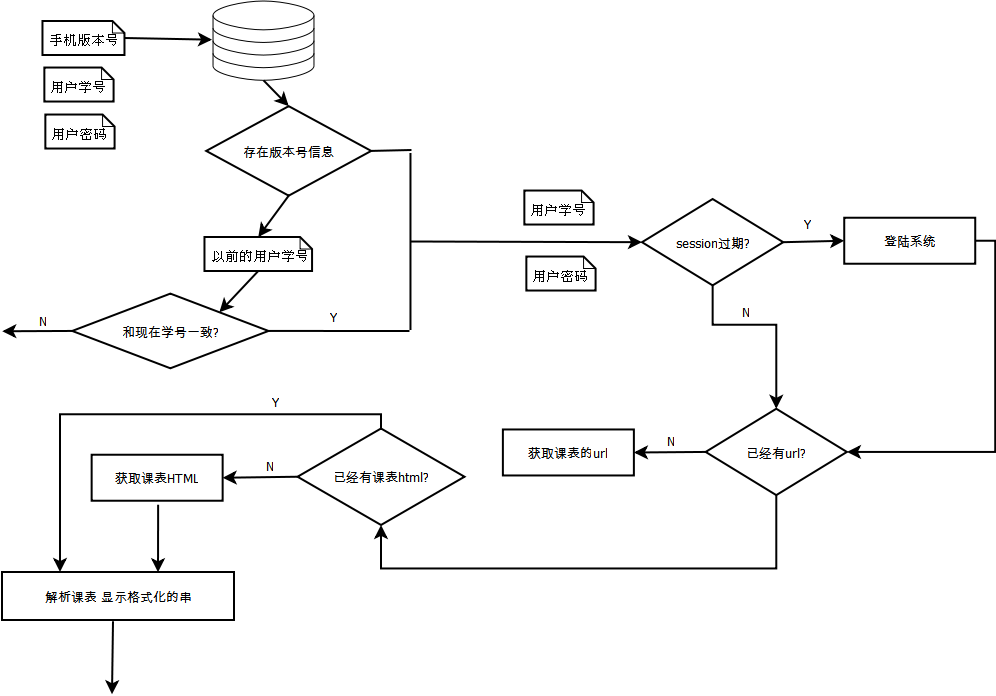 手机版本号
用户学号
用户密码
存在版本号信息
以前的用户学号
和现在学号一致?
N
Y
用户学号
用户密码
session过期?
Y
登陆系统
N
已经有url?
N
获取课表的url
Y
已经有课表html?
N
获取课表HTML
解析课表 显示格式化的串